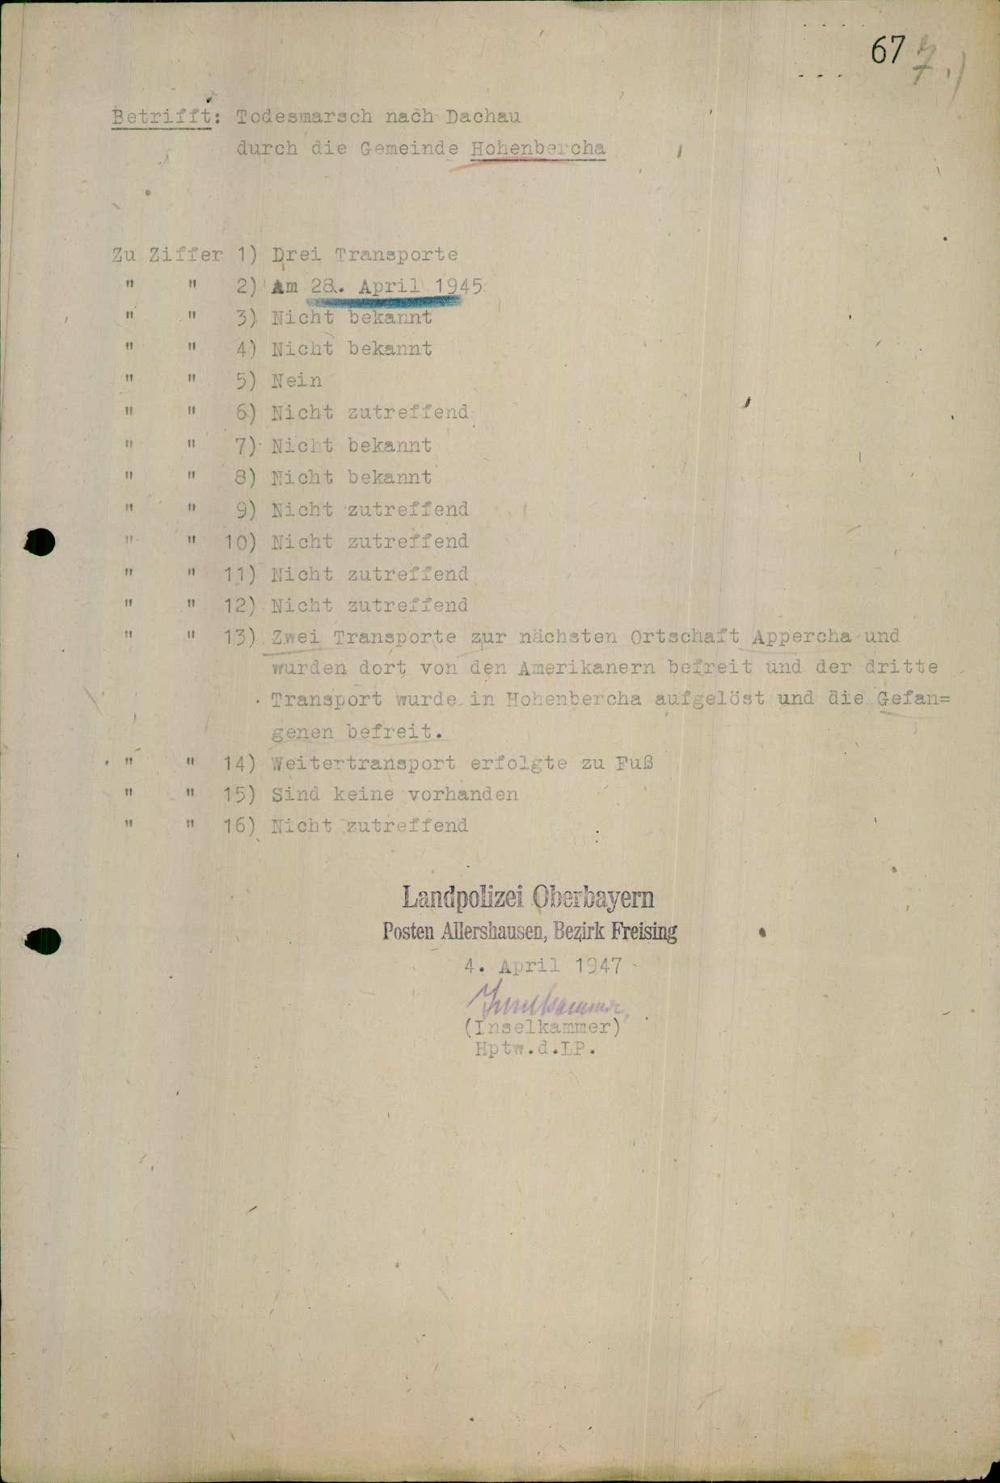 67
7.)
Betrifft: Todesmarsch nach Dachau
durch die Gemeinde Hohenbercha
Zu Ziffer 1) Drei Transporte
" " 2) Am 28. April 1945
" " 3) Nicht bekannt
" " 4) Nicht bekannt
" " 5) Nein
" " 6) Nicht zutreffend
" " 7) Nicht bekannt
" " 8) Nicht bekannt
" " 9) Nicht zutreffend
" " 10) Nicht zutreffend
" " 11) Nicht zutreffend
" " 12) Nicht zutreffend
" " 13) Zwei Transporte zur nächsten Ortschaft Appercha und
wurden dort von den Amerikanern befreit und der dritte
Transport wurde in Hohenbercha aufgelöst und die Gefan=
genen befreit.
" " 14) Weitertransport erfolgte zu Fuß
" " 15) Sind keine vorhanden
" " 16) Nicht zutreffend
Landpolizei Oberbayern
Posten Allershausen, Bezirk Freising
4. April 1947
Inselkammer
(Inselkammer)
Hptw.d.LP.